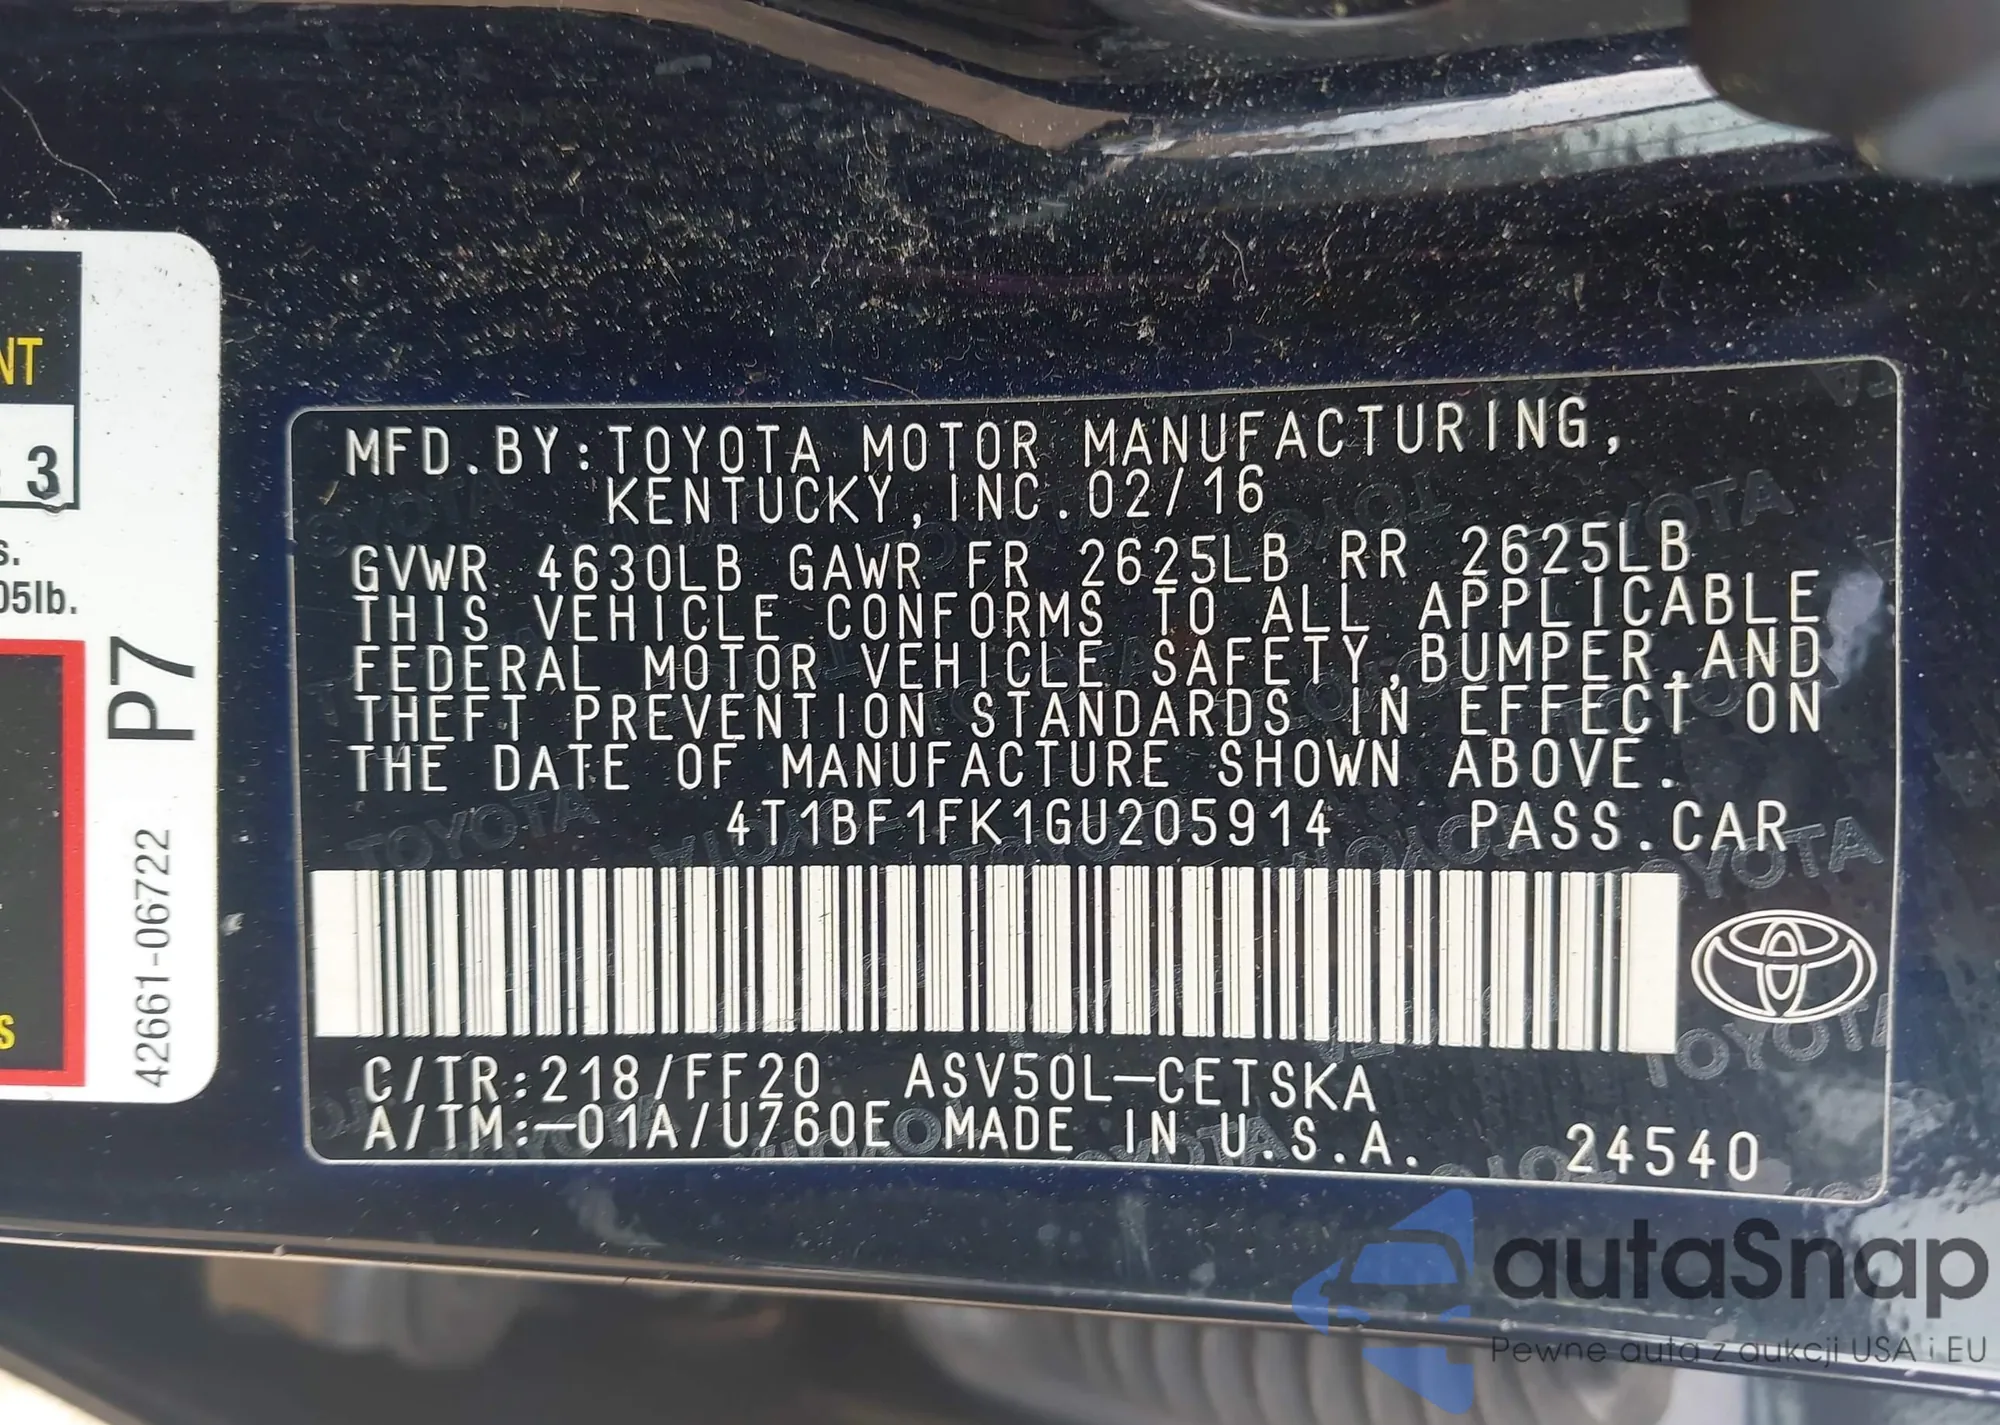 NT
3
s.
05lb.
S
P7
42661-06722
MFD.BY:TOYOTA MOTOR MANUFACTURING,
KENTUCKY,INC.02/16
GVWR 4630LB GAWR FR 2625LB RR 2625LB
THIS VEHICLE CONFORMS TO ALL APPLICABLE
FEDERAL MOTOR VEHICLE SAFETY,BUMPER,AND
THEFT PREVENTION STANDARDS IN EFFECT ON
THE DATE OF MANUFACTURE SHOWN ABOVE.
4T1BF1FK1GU205914 PASS.CAR
C/TR:218/FF20 ASV50L-CETSKA
A/TM:-01A/U760E MADE IN U.S.A. 24540
autaSnap
Pewne auta z aukcji USA i EU